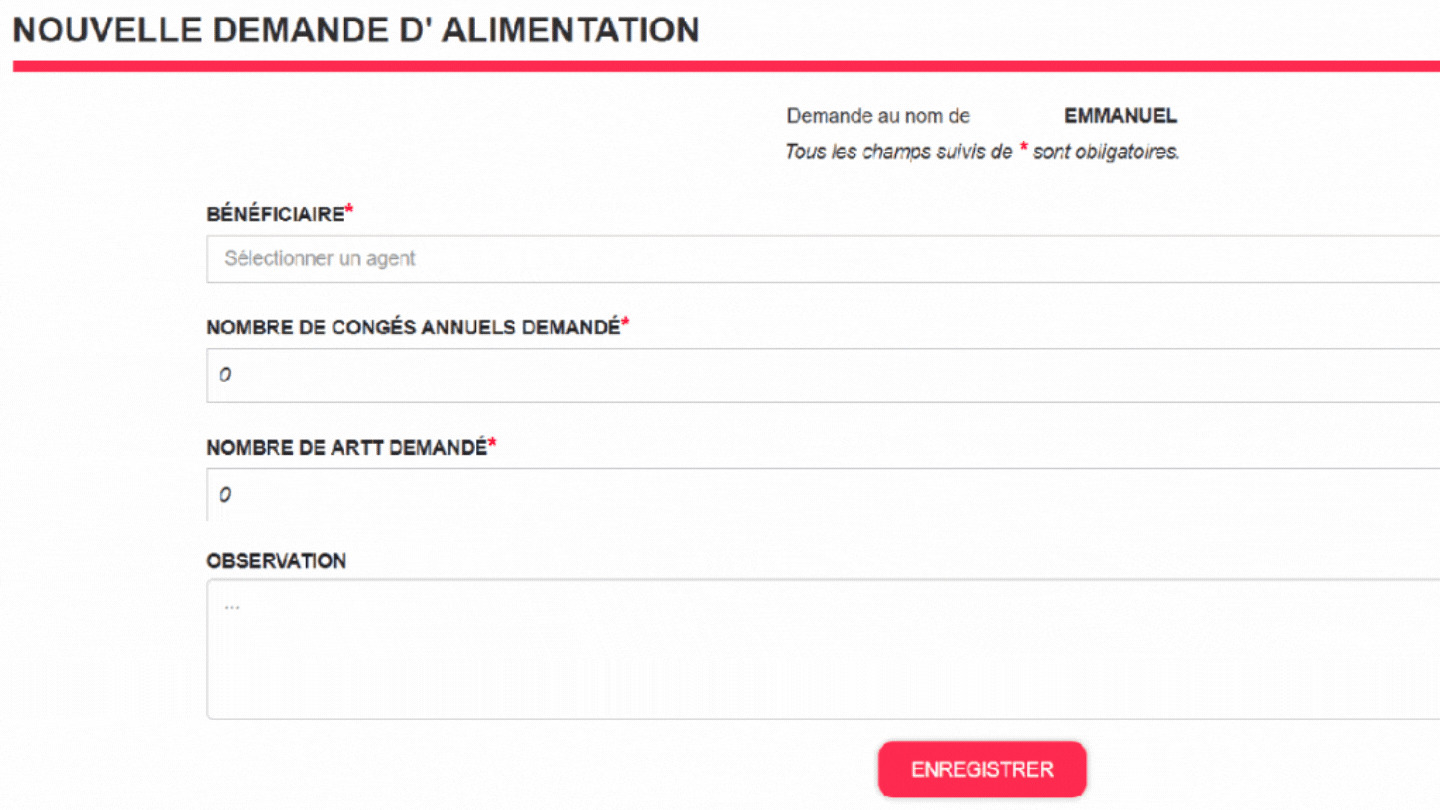 NOUVELLE DEMANDE D' ALIMENTATION
Demande au nom de EMMANUEL
Tous les champs suivis de * sont obligatoires.
BÉNÉFICIAIRE*
Sélectionner un agent
NOMBRE DE CONGÉS ANNUELS DEMANDÉ*
0
NOMBRE DE ARTT DEMANDÉ*
0
OBSERVATION
...
ENREGISTRER